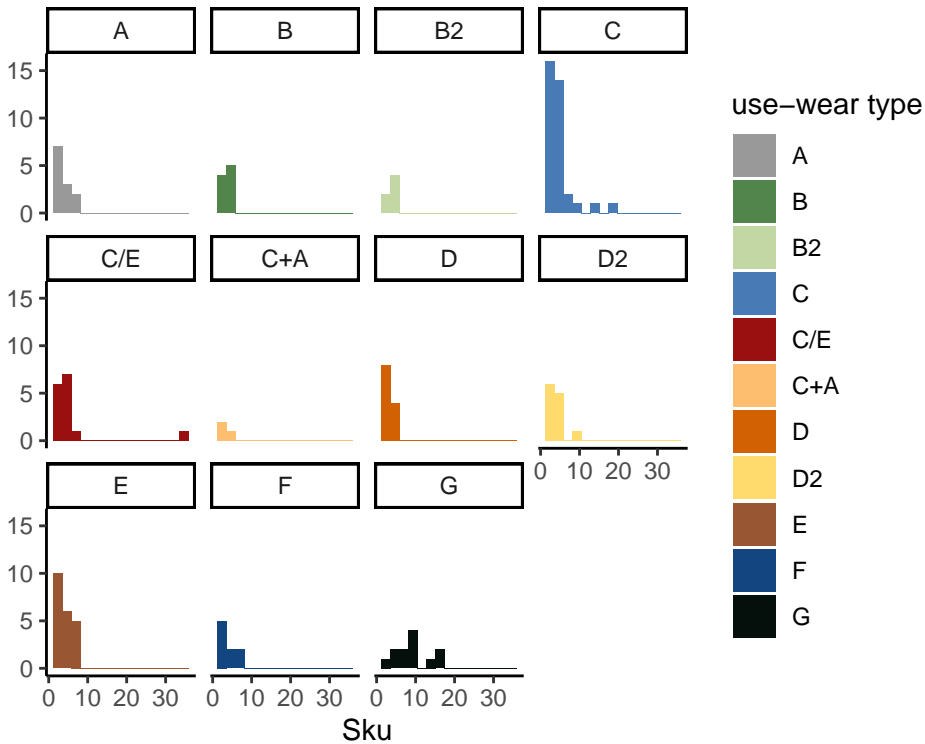 A B B2 C
15
10
5
0
C/E C+A D D2
15
10
5
0
0 10 20 30
E F G
15
10
5
0
0 10 20 30 0 10 20 30 0 10 20 30
Sku
use−wear type
A
B
B2
C
C/E
C+A
D
D2
E
F
G